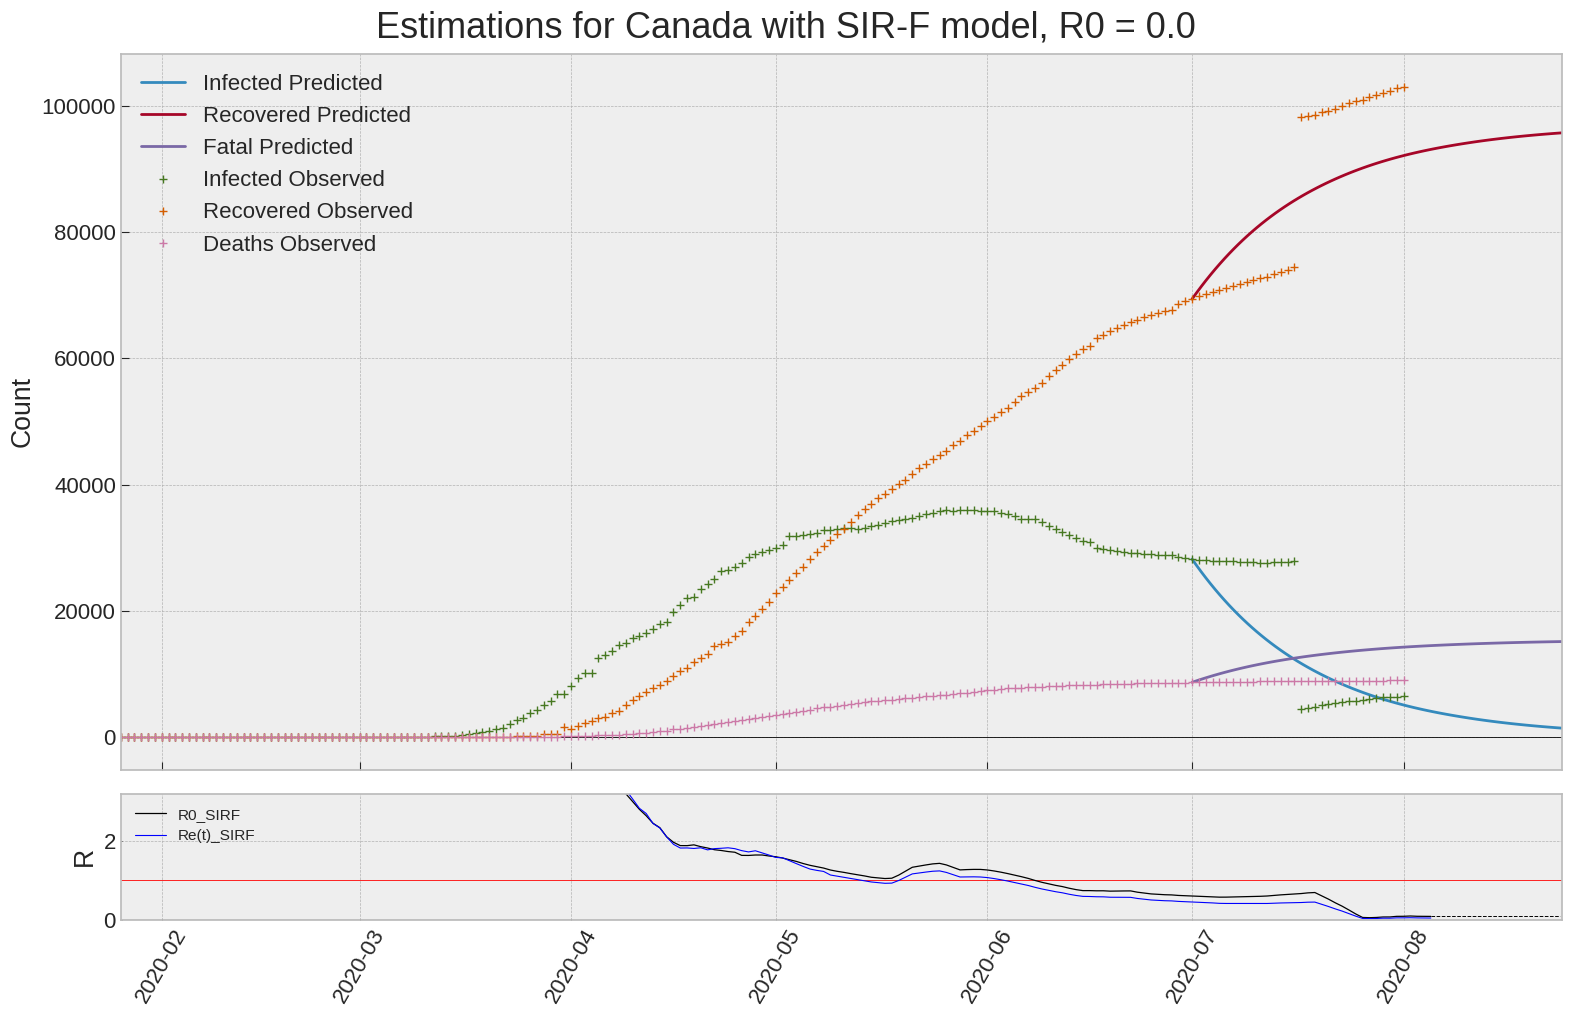 Estimations for Canada with SIR-F model, R0 = 0.0
Infected Predicted
Recovered Predicted
Fatal Predicted
Infected Observed
Recovered Observed
Deaths Observed
100000
80000
60000
40000
20000
0
Count
R0_SIRF
Re(t)_SIRF
2
0
R
2020-02
2020-03
2020-04
2020-05
2020-06
2020-07
2020-08